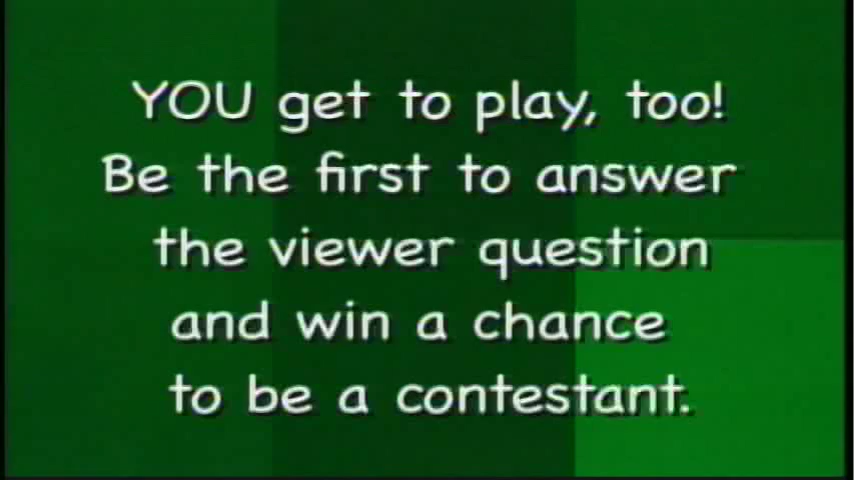 YOU get to play, too!
Be the first to answer
the viewer question
and win a chance
to be a contestant.